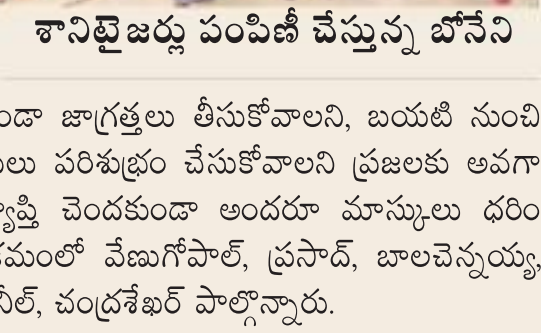 శానిటైజర్లు పంపిణీ చేస్తున్న బోనేని
జాగ్రత్తలు తీసుకోవాలని, బయటి నుంచి
పరిశుభ్రం చేసుకోవాలని ప్రజలకు అవగా
చెందకుండా అందరూ మాస్కులు ధరిం
వేణుగోపాల్, ప్రసాద్, బాలచెన్నయ్య,
చంద్రశేఖర్ పాల్గొన్నారు.